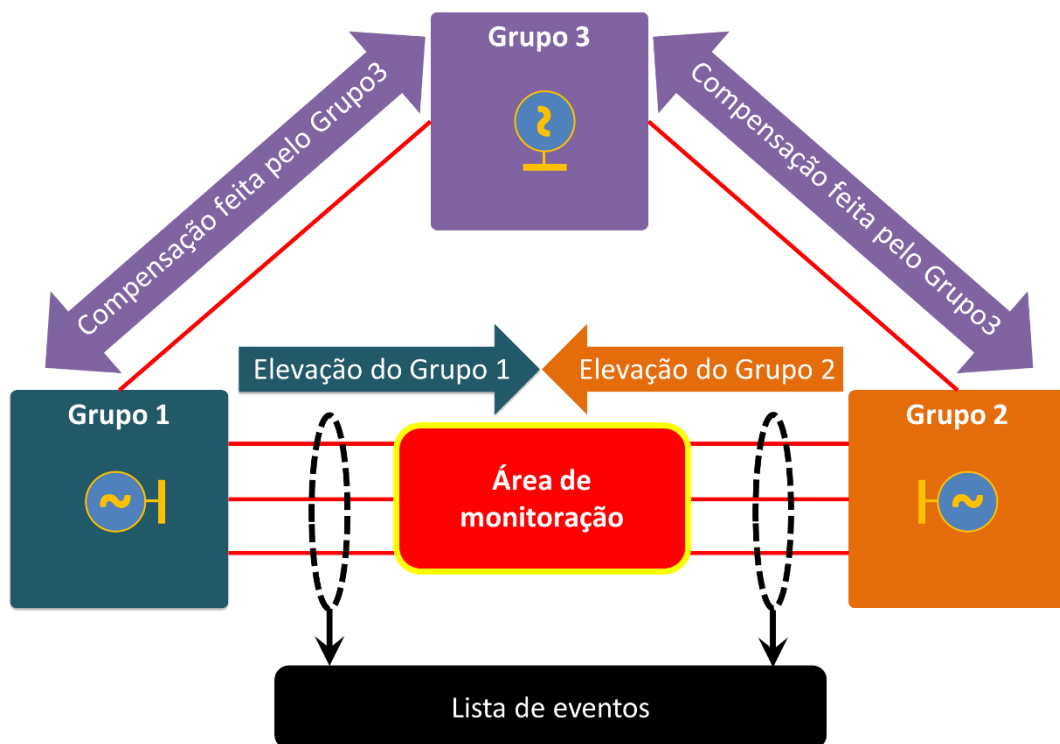 Grupo 3
Compensação feita pelo Grupo3
Compensação feita pelo Grupo3
Elevação do Grupo 1
Elevação do Grupo 2
Grupo 1
Grupo 2
Área de
monitoração
Lista de eventos